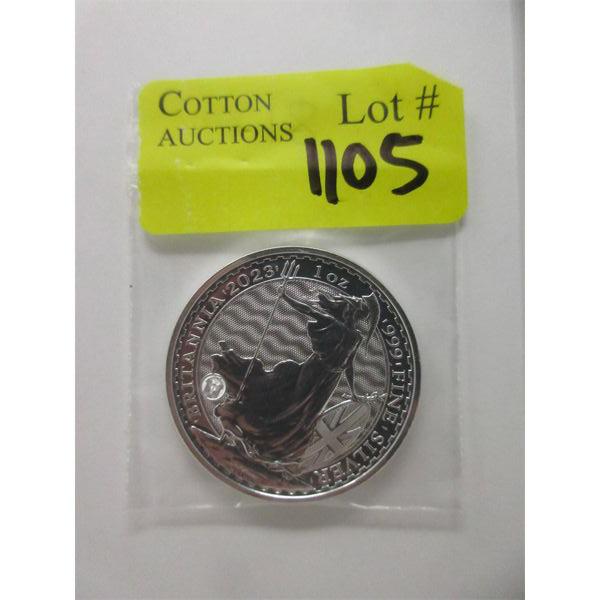 COTTON
AUCTIONS
Lot #
1105
BRITANNIA · 2023 · 1 oz · 999 · FINE · SILVER